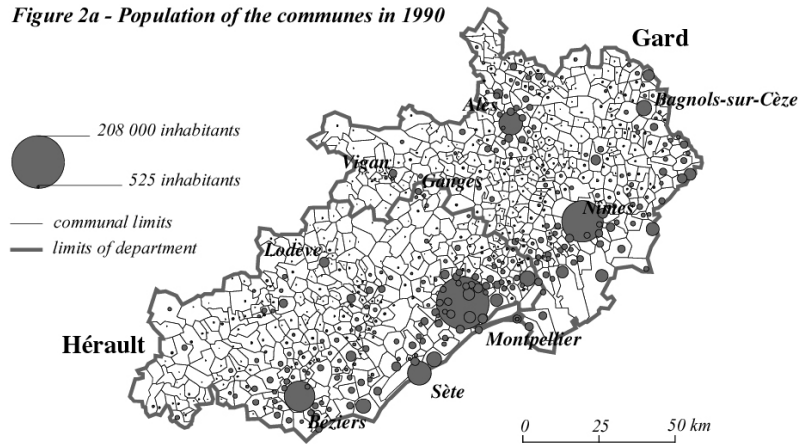 Figure 2a - Population of the communes in 1990
Gard
Alès
Bagnols-sur-Cèze
208 000 inhabitants
525 inhabitants
Vigan
Ganges
Nîmes
communal limits
limits of department
Lodève
Hérault
Montpellier
Sète
Béziers
0 25 50 km